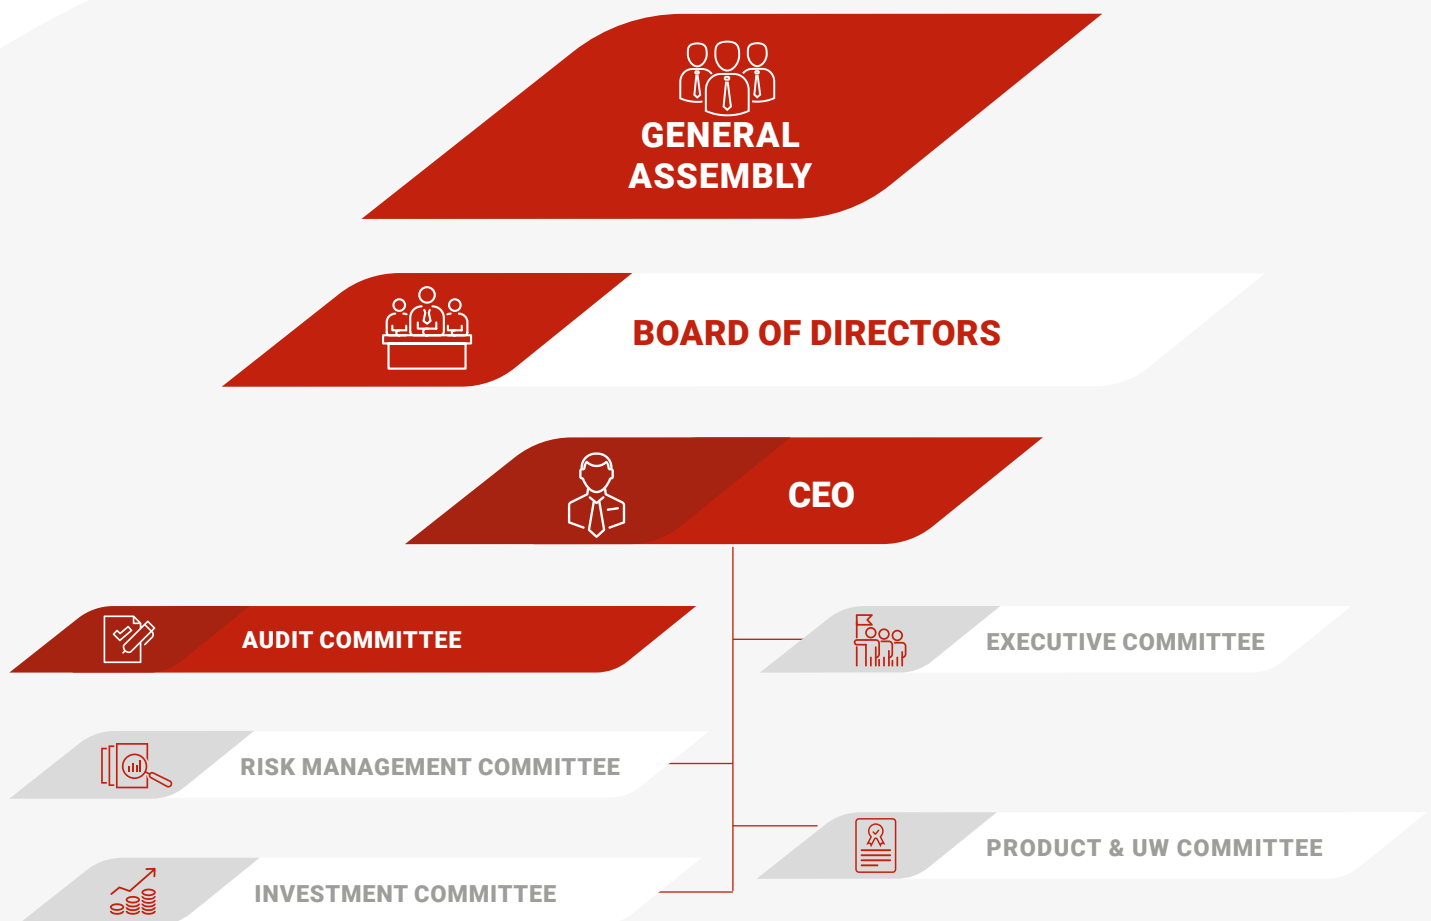 GENERAL
ASSEMBLY
BOARD OF DIRECTORS
CEO
AUDIT COMMITTEE
EXECUTIVE COMMITTEE
RISK MANAGEMENT COMMITTEE
PRODUCT & UW COMMITTEE
INVESTMENT COMMITTEE